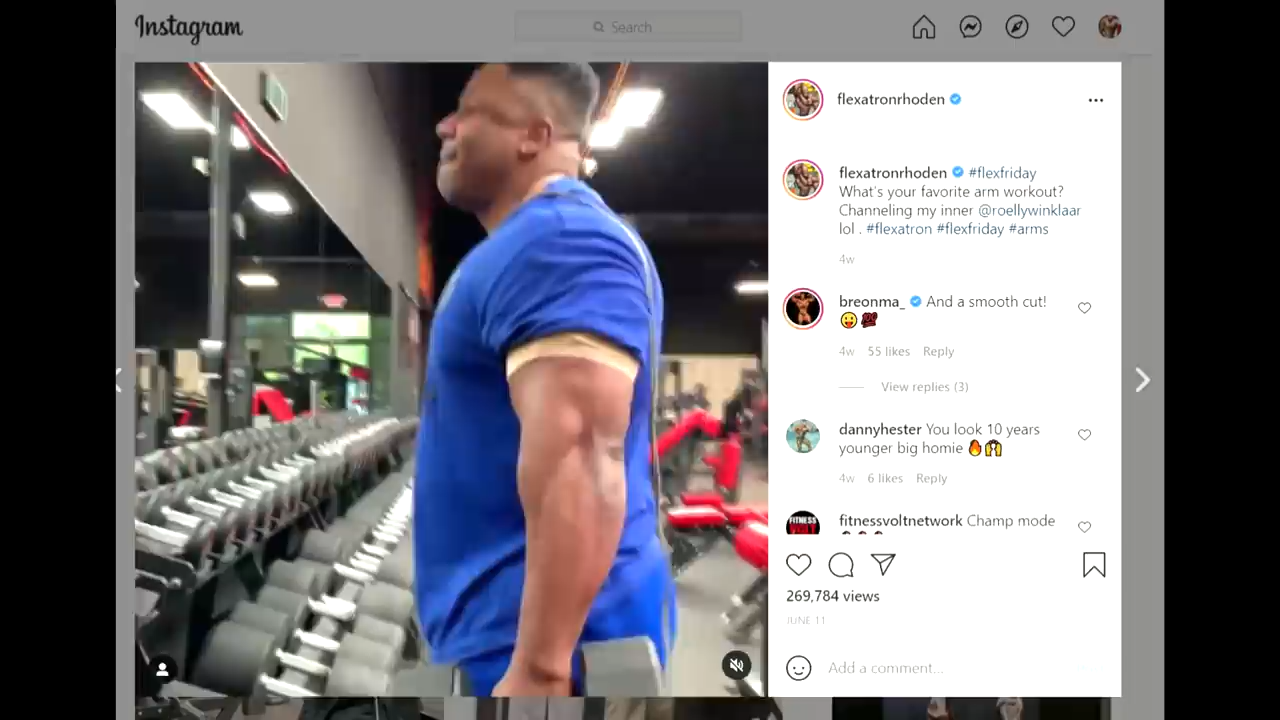 Instagram
Search
flexatronrhoden
flexatronrhoden #flexfriday
What's your favorite arm workout?
Channeling my inner @roellywinklaar
lol . #flexatron #flexfriday #arms
4w
breonma_ And a smooth cut!
😛💯
4w 55 likes Reply
View replies (3)
dannyhester You look 10 years
younger big homie 🔥🙌
4w 6 likes Reply
FITNESS
VOLT
fitnessvoltnetwork Champ mode
269,784 views
JUNE 11
Add a comment...